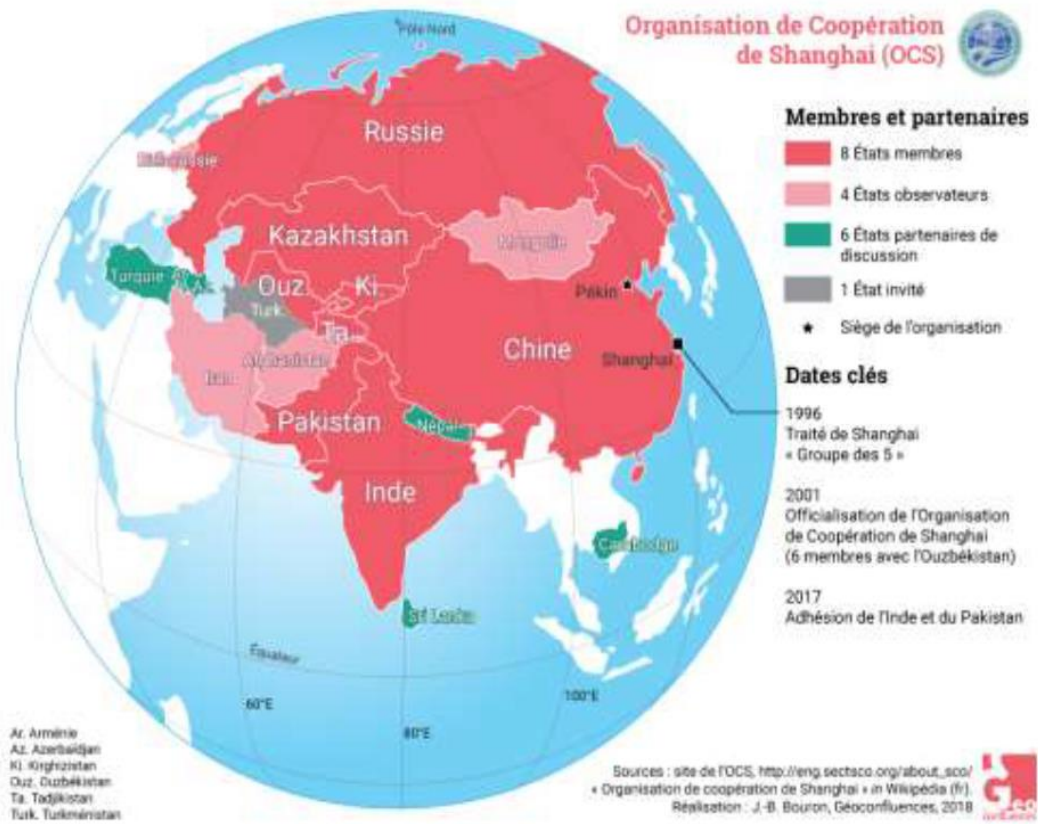 Organisation de Coopération
de Shanghai (OCS)
Pôle Nord
Russie
Biélorussie
Kazakhstan
Mongolie
Turquie
Ar.
Az.
Ouz.
Ki.
Turk.
Ta.
Pékin
Chine
Shanghai
Afghanistan
Iran
Pakistan
Népal
Inde
Cambodge
Sri Lanka
Équateur
60°E
80°E
100°E
Membres et partenaires
8 États membres
4 États observateurs
6 États partenaires de
discussion
1 État invité
Siège de l'organisation
Dates clés
1996
Traité de Shanghai
« Groupe des 5 »
2001
Officialisation de l'Organisation
de Coopération de Shanghai
(6 membres avec l'Ouzbékistan)
2017
Adhésion de l'Inde et du Pakistan
Ar. Arménie
Az. Azerbaïdjan
Ki. Kirghizistan
Ouz. Ouzbékistan
Ta. Tadjikistan
Turk. Turkménistan
Sources : site de l'OCS, http://eng.sectsco.org/about_sco/
« Organisation de coopération de Shanghai » in Wikipédia (fr).
Réalisation : J.-B. Bouron, Géoconfluences, 2018
Géo